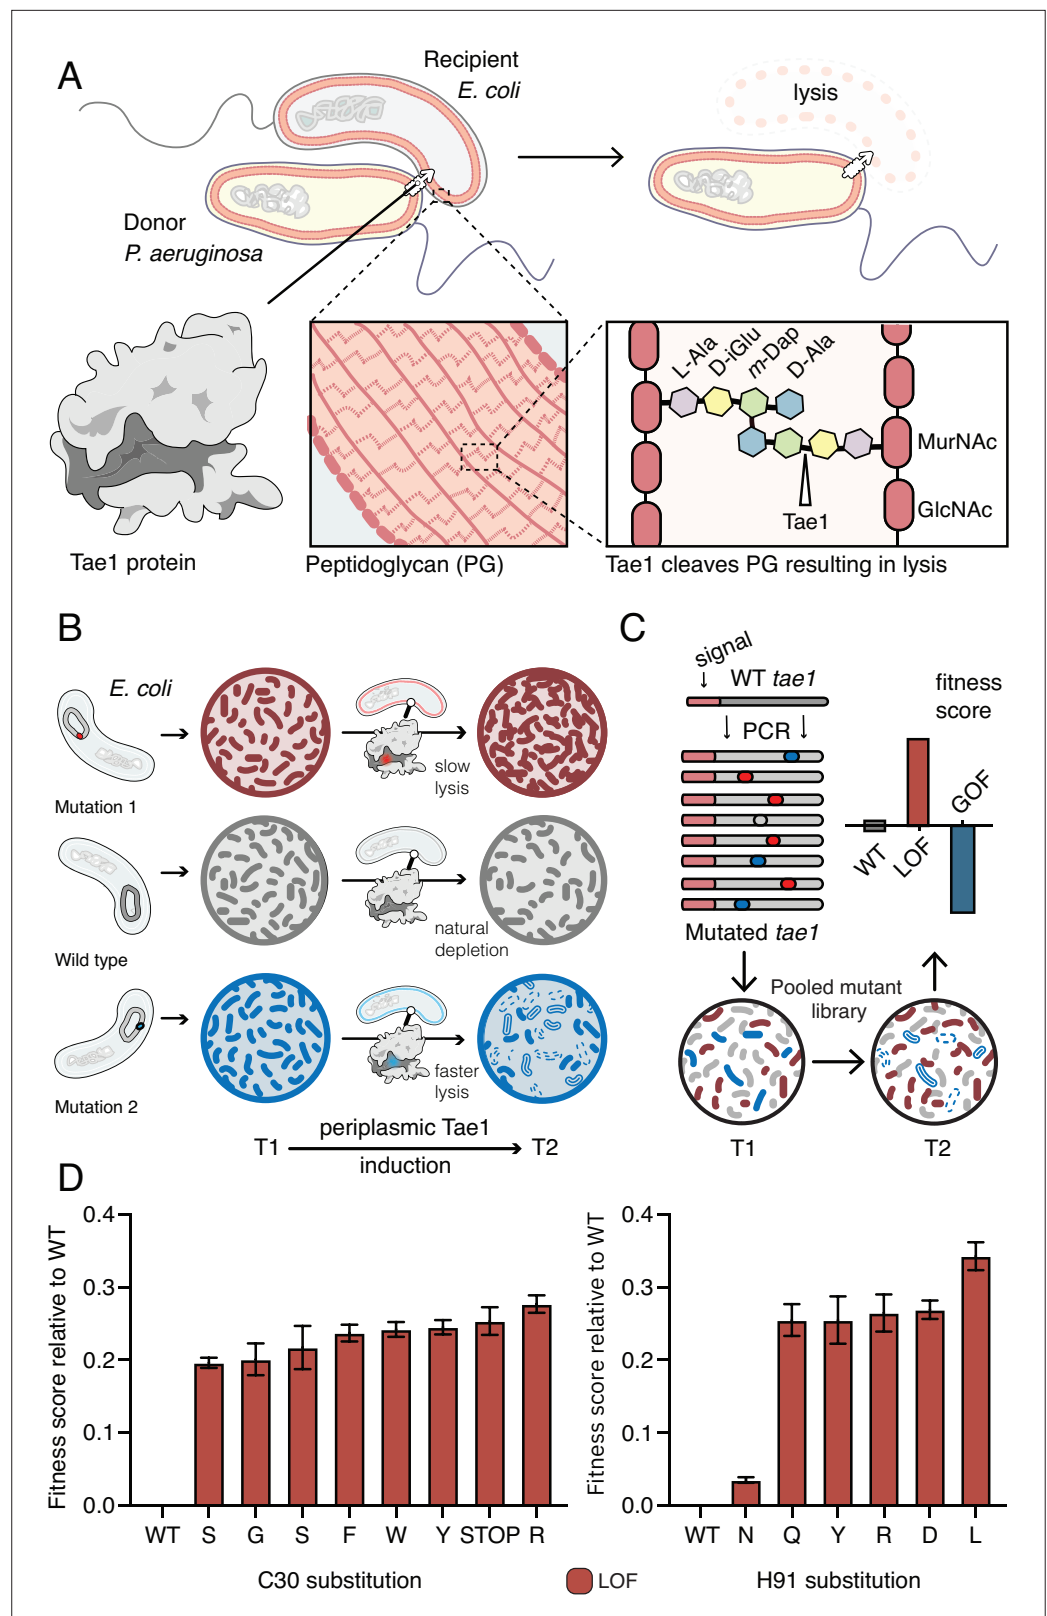 A
Recipient
E. coli
lysis
Donor
P. aeruginosa
L-Ala
D-iGlu
m-Dap
D-Ala
MurNAc
Tae1
GlcNAc
Tae1 protein
Peptidoglycan (PG)
Tae1 cleaves PG resulting in lysis
B
E. coli
slow
lysis
Mutation 1
natural
depletion
Wild type
faster
lysis
Mutation 2
periplasmic Tae1
T1
T2
induction
C
signal
WT tae1
fitness
score
PCR
GOF
WT
LOF
Mutated tae1
Pooled mutant
library
T1
T2
D
Fitness score relative to WT
0.4
0.3
0.2
0.1
0.0
WT S G S F W Y STOP R
C30 substitution
Fitness score relative to WT
0.4
0.3
0.2
0.1
0.0
WT N Q Y R D L
H91 substitution
LOF